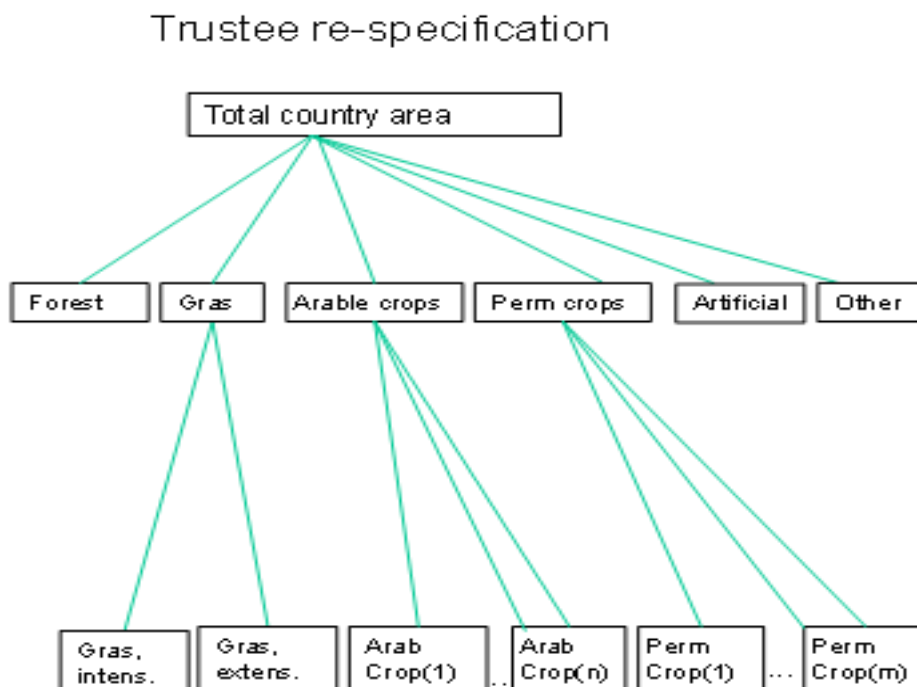 Trustee re-specification
Total country area
Forest
Gras
Arable crops
Perm crops
Artificial
Other
Gras,
intens.
Gras,
extens.
Arab
Crop(1)
..
Arab
Crop(n)
Perm
Crop(1)
...
Perm
Crop(m)